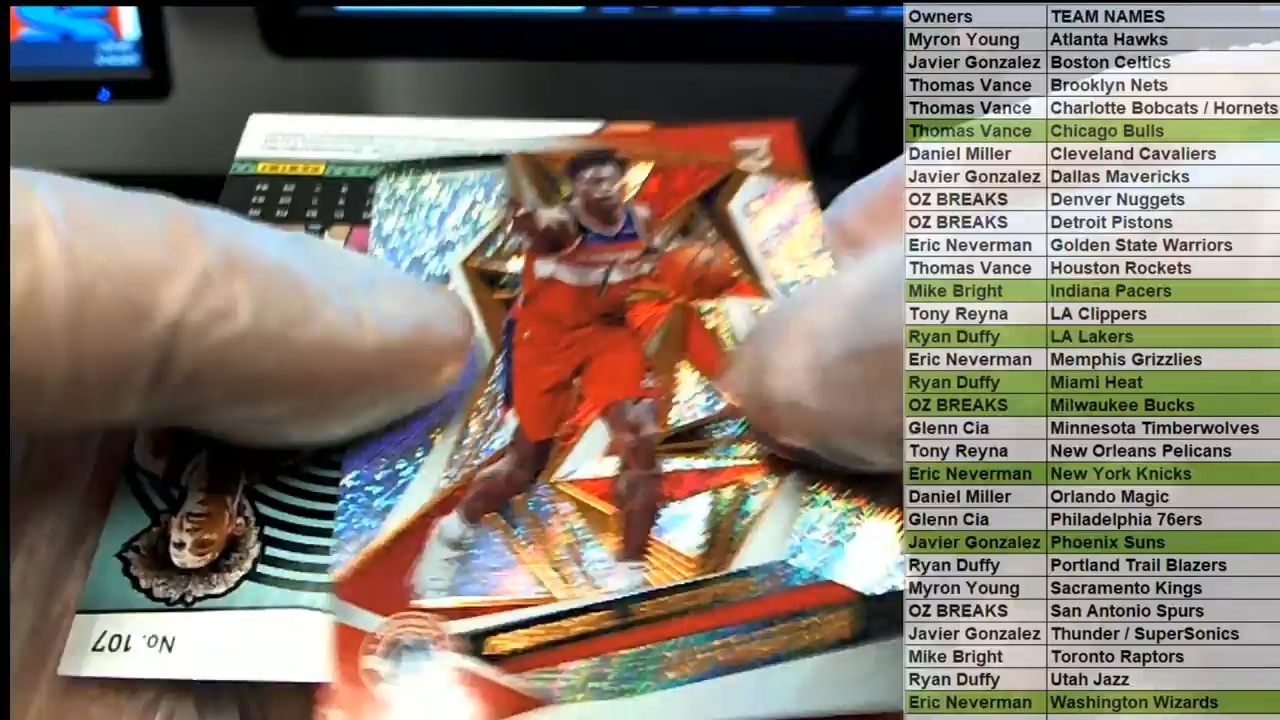 Owners TEAM NAMES
Myron Young Atlanta Hawks
Javier Gonzalez Boston Celtics
Thomas Vance Brooklyn Nets
Thomas Vance Charlotte Bobcats / Hornets
Thomas Vance Chicago Bulls
Daniel Miller Cleveland Cavaliers
Javier Gonzalez Dallas Mavericks
OZ BREAKS Denver Nuggets
OZ BREAKS Detroit Pistons
Eric Neverman Golden State Warriors
Thomas Vance Houston Rockets
Mike Bright Indiana Pacers
Tony Reyna LA Clippers
Ryan Duffy LA Lakers
Eric Neverman Memphis Grizzlies
Ryan Duffy Miami Heat
OZ BREAKS Milwaukee Bucks
Glenn Cia Minnesota Timberwolves
Tony Reyna New Orleans Pelicans
Eric Neverman New York Knicks
Daniel Miller Orlando Magic
Glenn Cia Philadelphia 76ers
Javier Gonzalez Phoenix Suns
Ryan Duffy Portland Trail Blazers
Myron Young Sacramento Kings
OZ BREAKS San Antonio Spurs
Javier Gonzalez Thunder / SuperSonics
Mike Bright Toronto Raptors
Ryan Duffy Utah Jazz
Eric Neverman Washington Wizards
No. 107